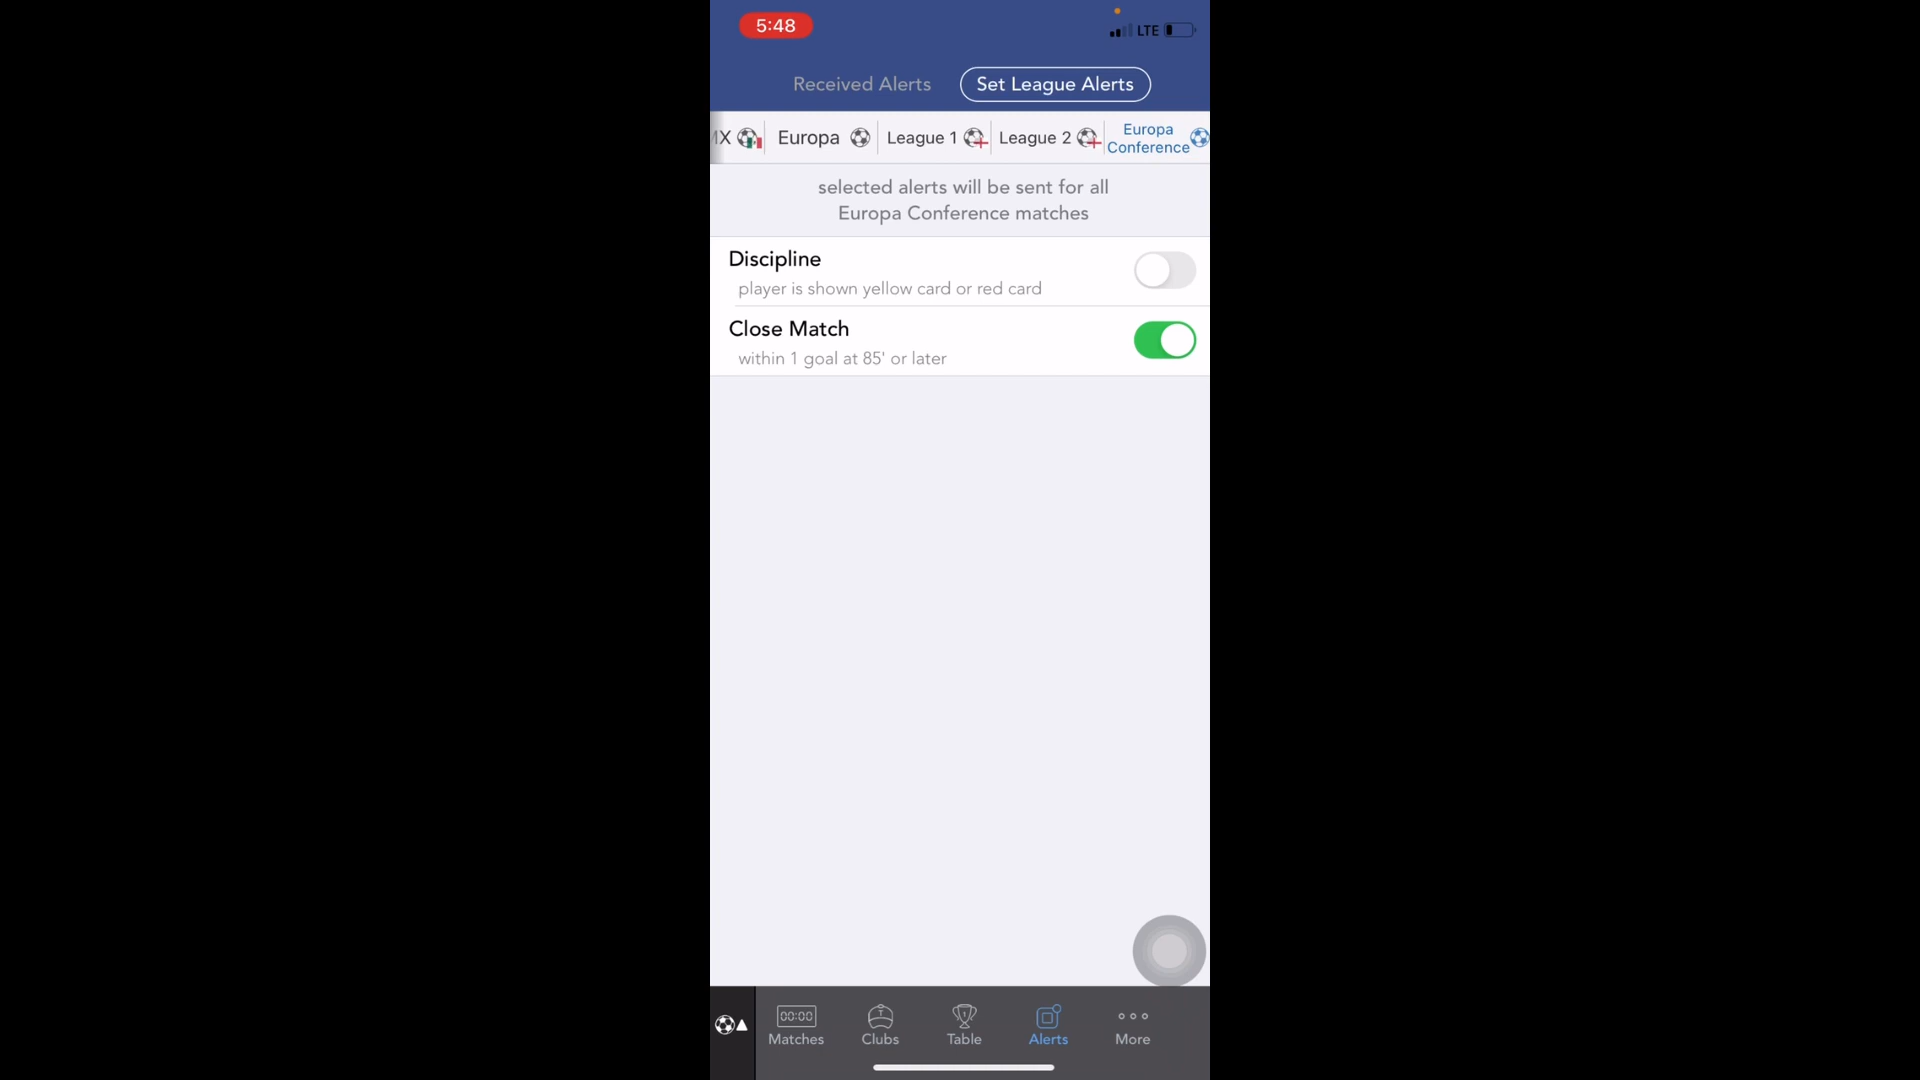 5:48
LTE
Received Alerts
Set League Alerts
MX
Europa
League 1
League 2
Europa
Conference
selected alerts will be sent for all
Europa Conference matches
Discipline
player is shown yellow card or red card
Close Match
within 1 goal at 85' or later
00:00
Matches
Clubs
Table
Alerts
More